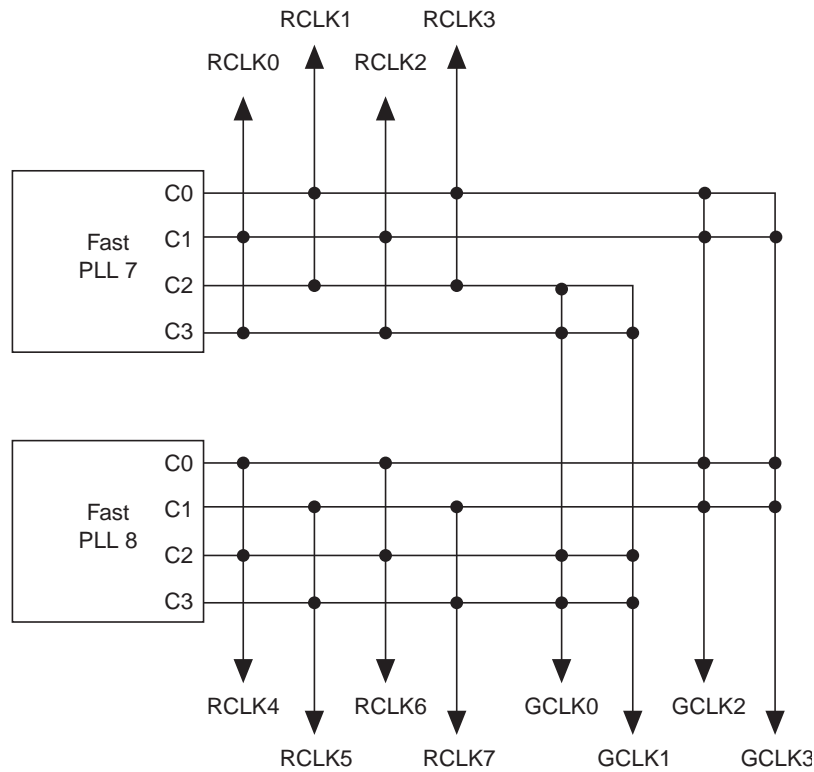 RCLK1
RCLK3
RCLK0
RCLK2
C0
C1
Fast
PLL 7
C2
C3
C0
C1
Fast
PLL 8
C2
C3
RCLK4
RCLK6
GCLK0
GCLK2
RCLK5
RCLK7
GCLK1
GCLK3